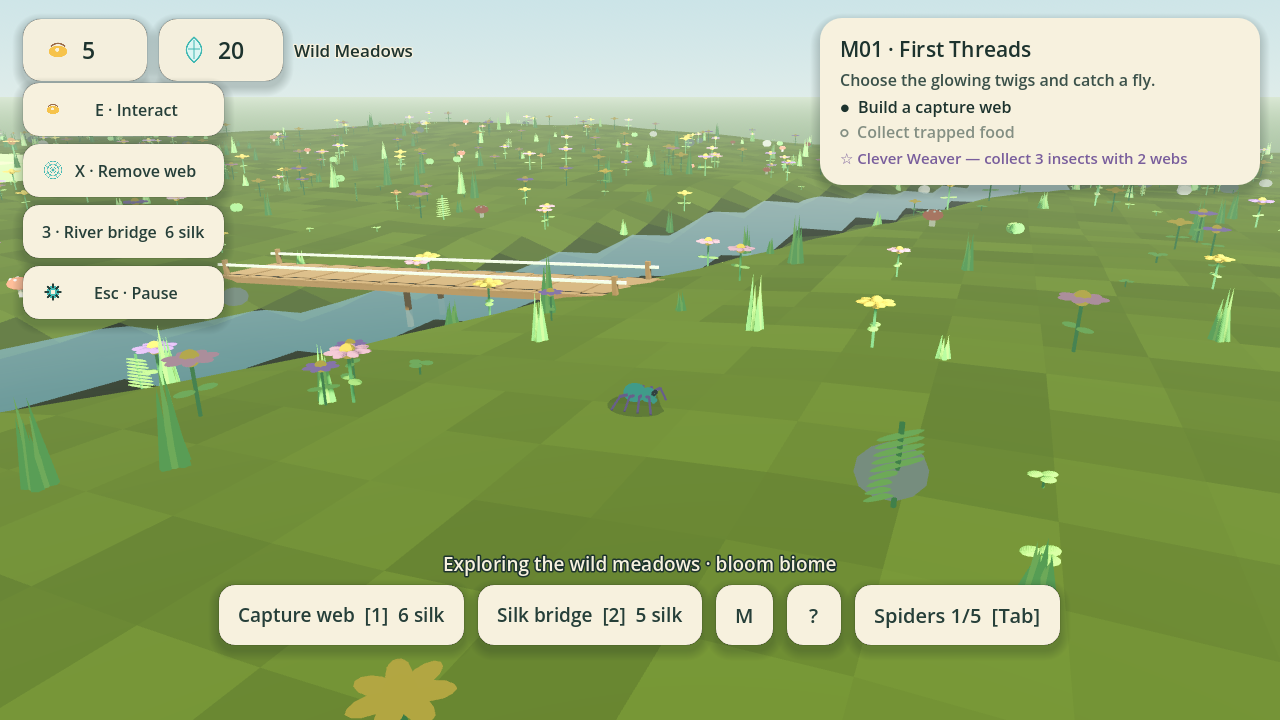 5
20
Wild Meadows
E · Interact
X · Remove web
3 · River bridge 6 silk
Esc · Pause
M01 · First Threads
Choose the glowing twigs and catch a fly.
● Build a capture web
○ Collect trapped food
☆ Clever Weaver — collect 3 insects with 2 webs
Exploring the wild meadows · bloom biome
Capture web [1] 6 silk
Silk bridge [2] 5 silk
M
?
Spiders 1/5 [Tab]